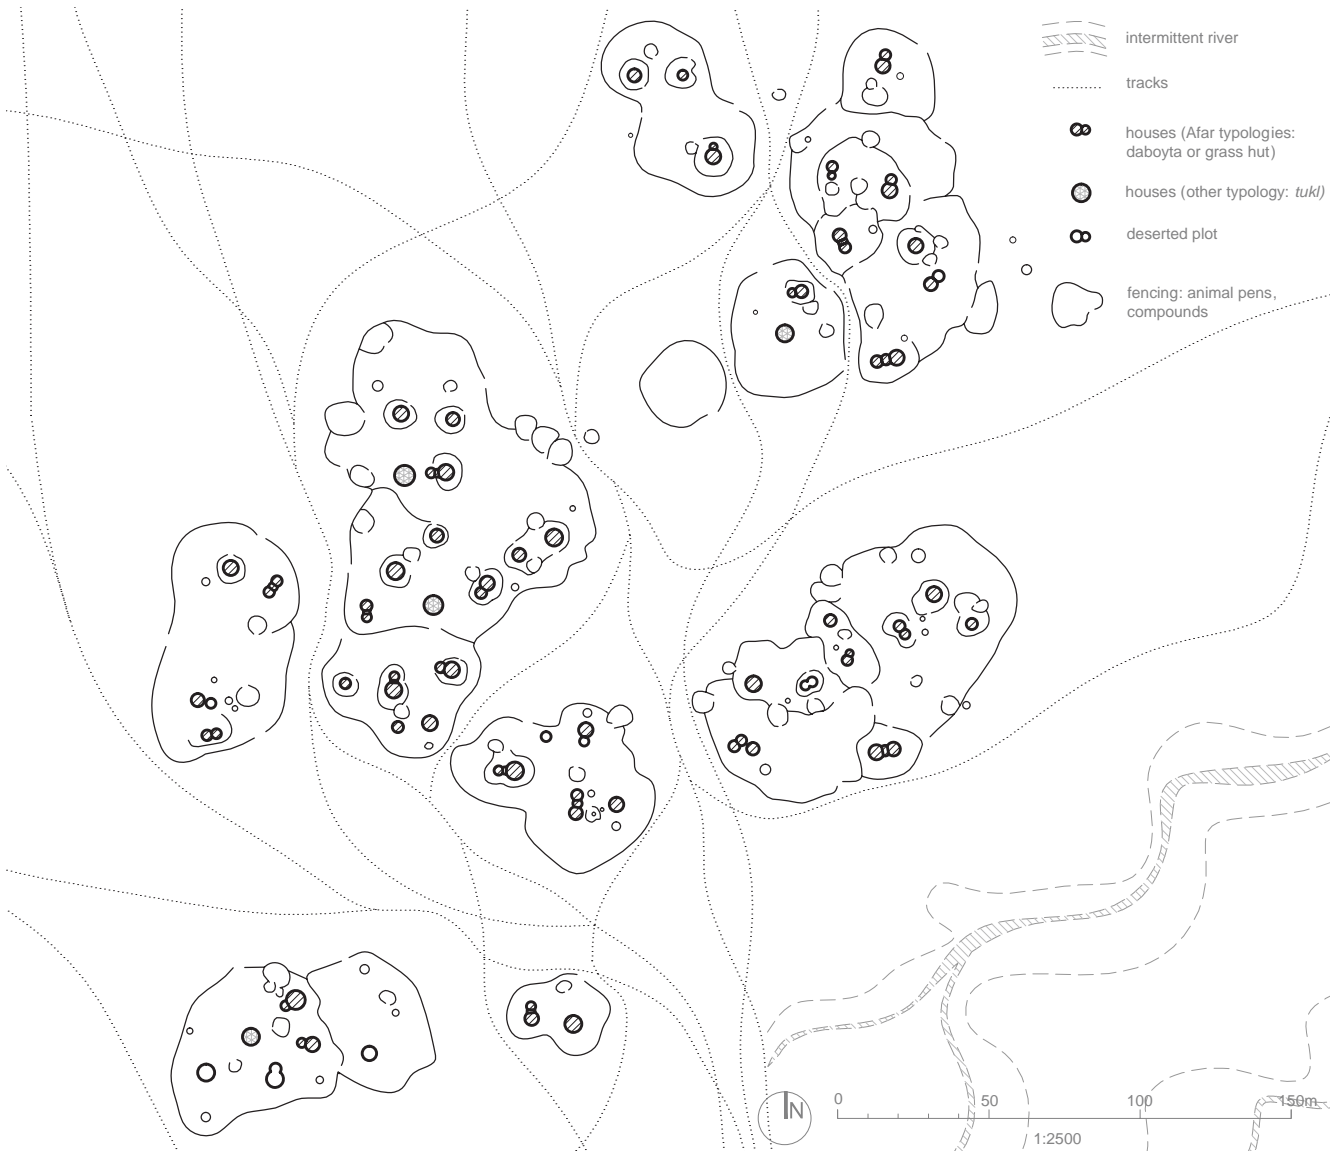 intermittent river
tracks
houses (Afar typologies:
daboyta or grass hut)
houses (other typology: tukl)
deserted plot
fencing: animal pens,
compounds
N
0 50 100 150m
1:2500